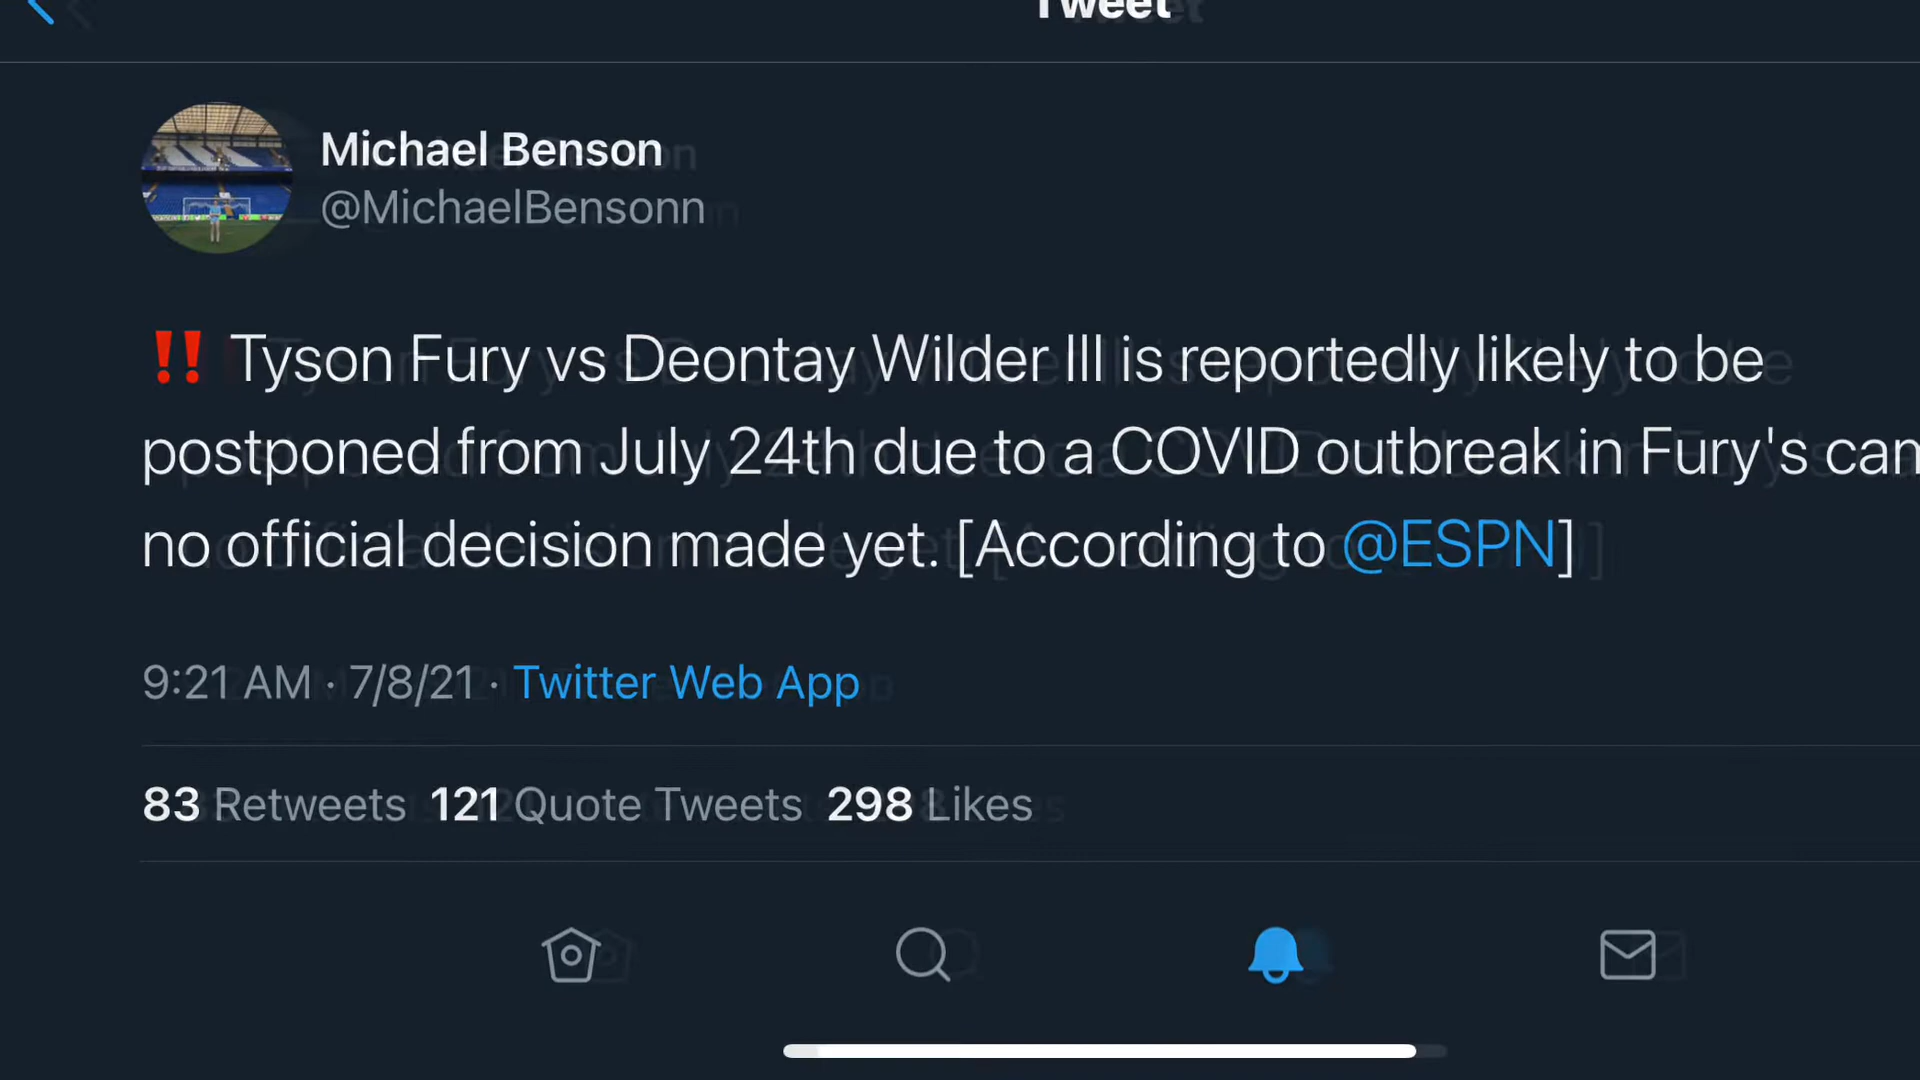 Tweet
Michael Benson
@MichaelBensonn
‼️ Tyson Fury vs Deontay Wilder III is reportedly likely to be
postponed from July 24th due to a COVID outbreak in Fury's
no official decision made yet. [According to @ESPN]
9:21 AM · 7/8/21 · Twitter Web App
83 Retweets 121 Quote Tweets 298 Likes